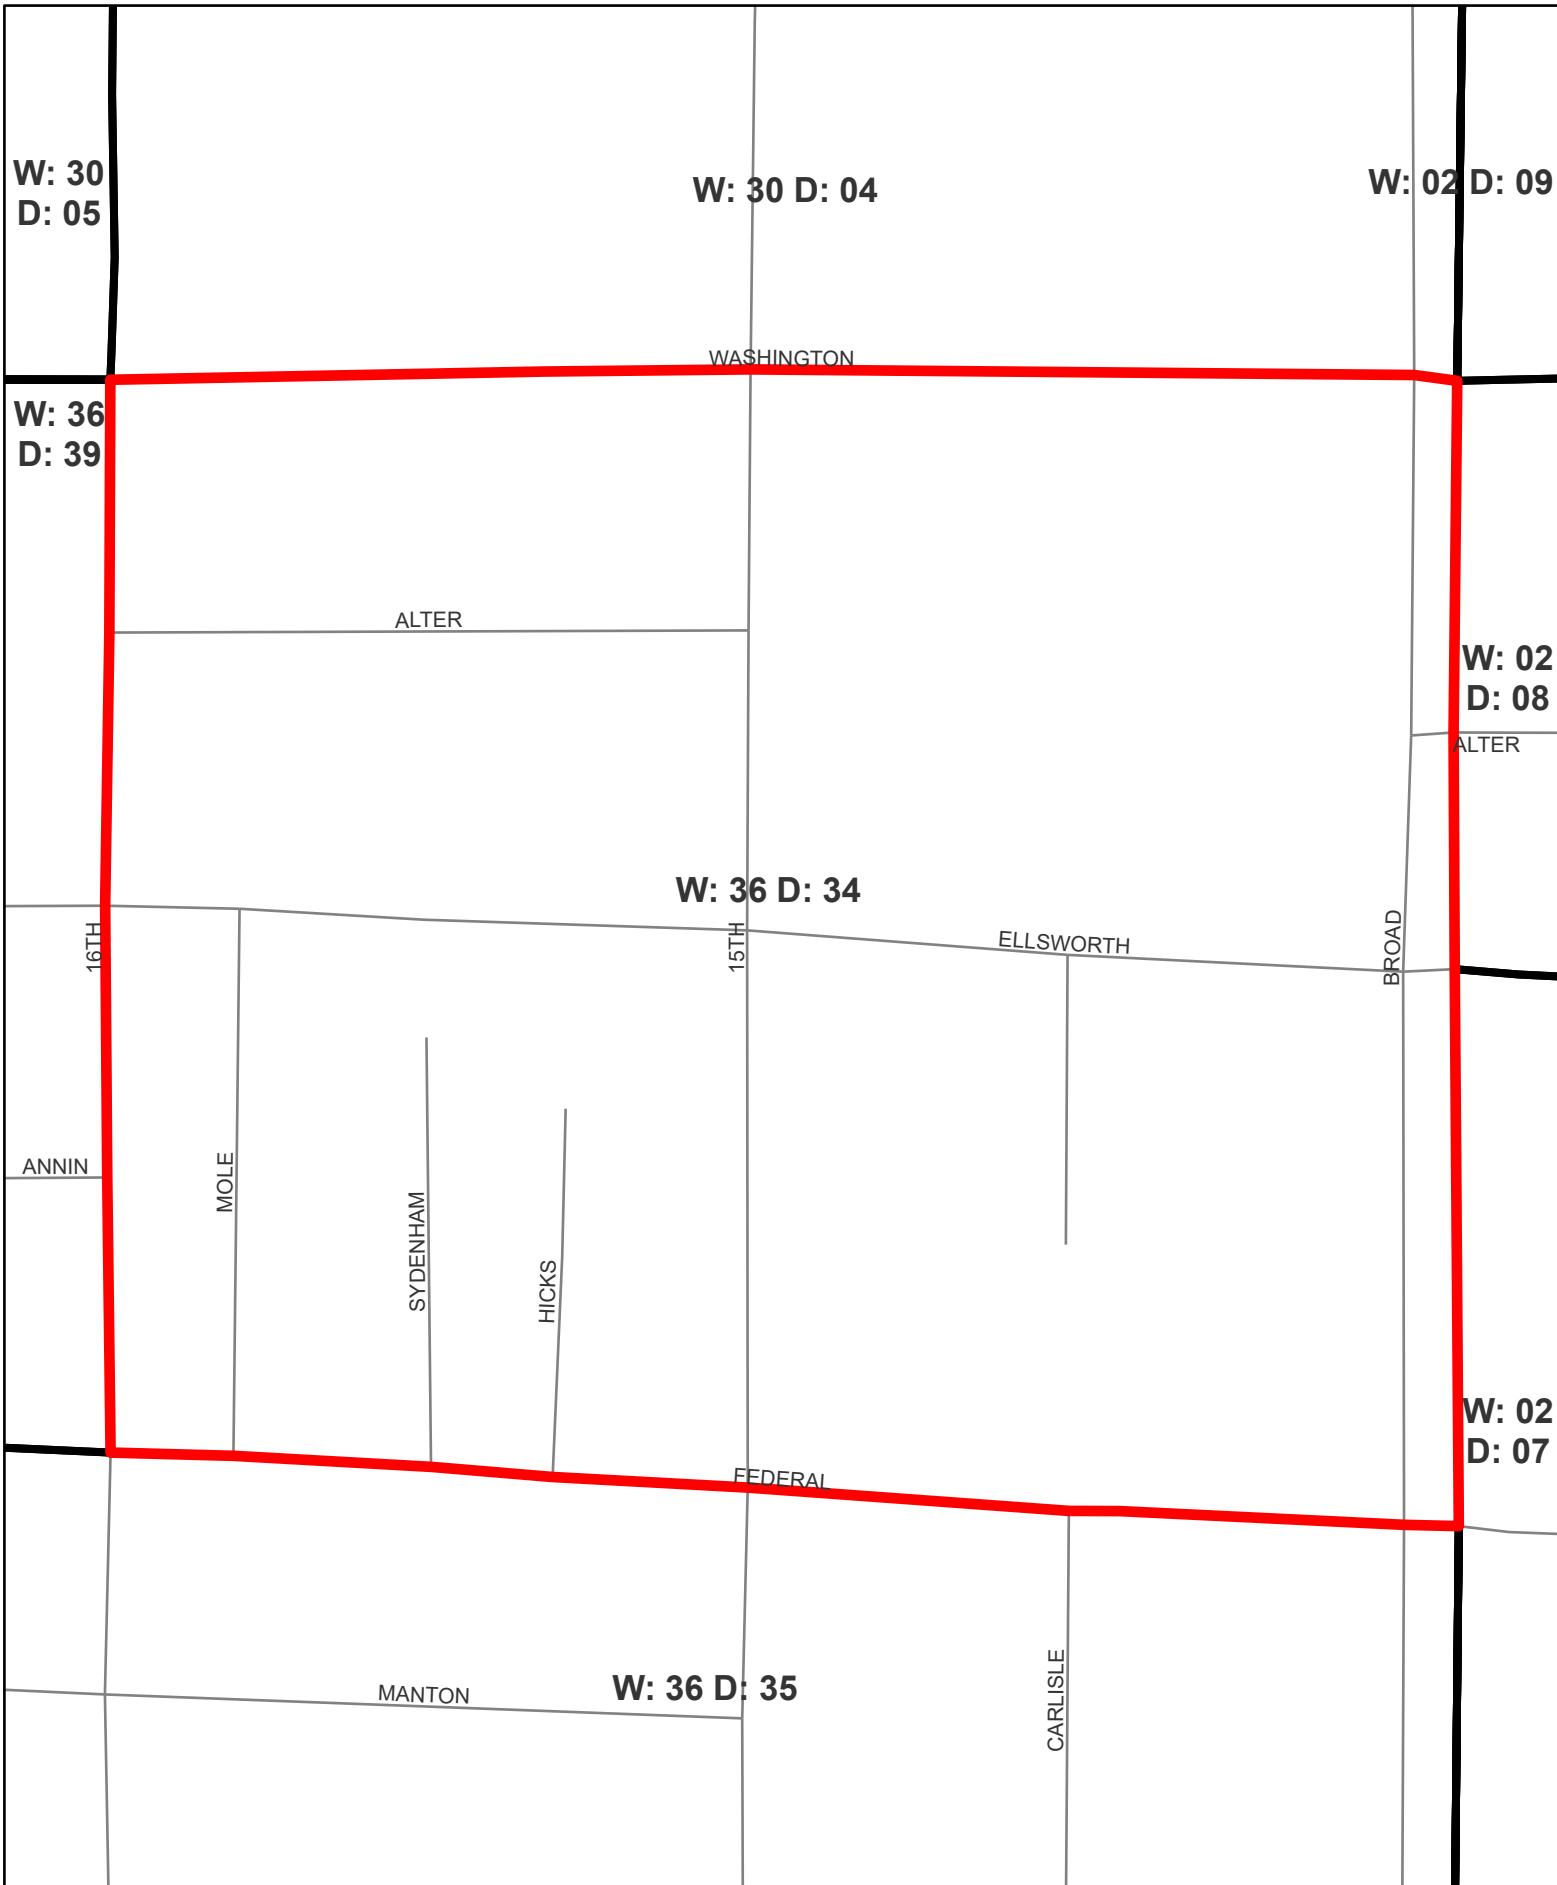 W: 30
D: 05
W: 30 D: 04
W: 02 D: 09
WASHINGTON
W: 36
D: 39
ALTER
W: 02
D: 08
ALTER
W: 36 D: 34
16TH
15TH
ELLSWORTH
BROAD
ANNIN
MOLE
SYDENHAM
HICKS
W: 02
D: 07
FEDERAL
MANTON
W: 36 D: 35
CARLISLE